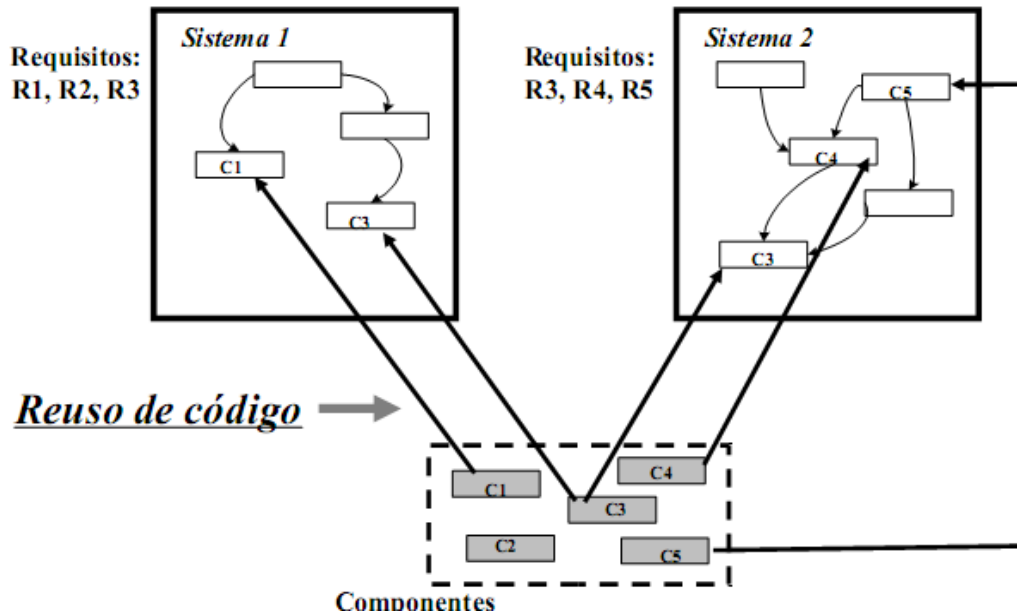 Sistema 1
Requisitos:
R1, R2, R3
C1
C3
Sistema 2
Requisitos:
R3, R4, R5
C5
C4
C3
Reuso de código
C1
C4
C3
C2
C5
Componentes